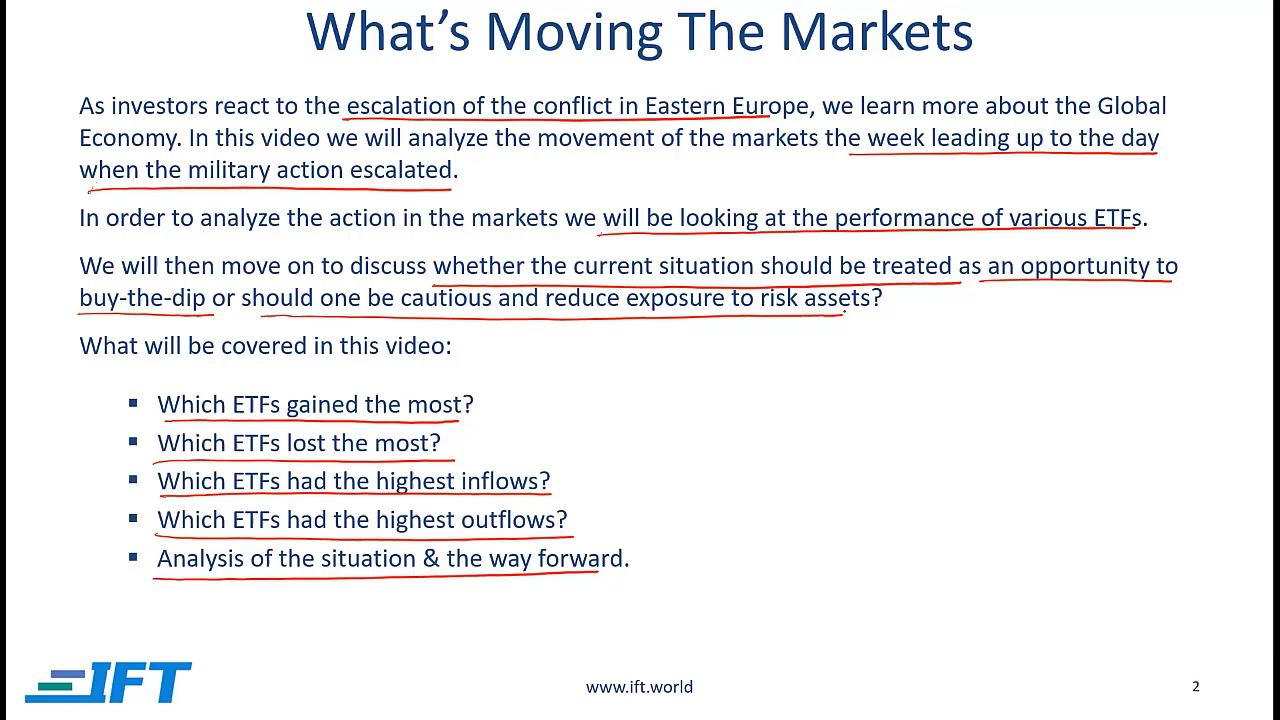 What's Moving The Markets
As investors react to the escalation of the conflict in Eastern Europe, we learn more about the Global
Economy. In this video we will analyze the movement of the markets the week leading up to the day
when the military action escalated.
In order to analyze the action in the markets we will be looking at the performance of various ETFs.
We will then move on to discuss whether the current situation should be treated as an opportunity to
buy-the-dip or should one be cautious and reduce exposure to risk assets?
What will be covered in this video:
▪ Which ETFs gained the most?
▪ Which ETFs lost the most?
▪ Which ETFs had the highest inflows?
▪ Which ETFs had the highest outflows?
▪ Analysis of the situation & the way forward.
IFT
www.ift.world
2